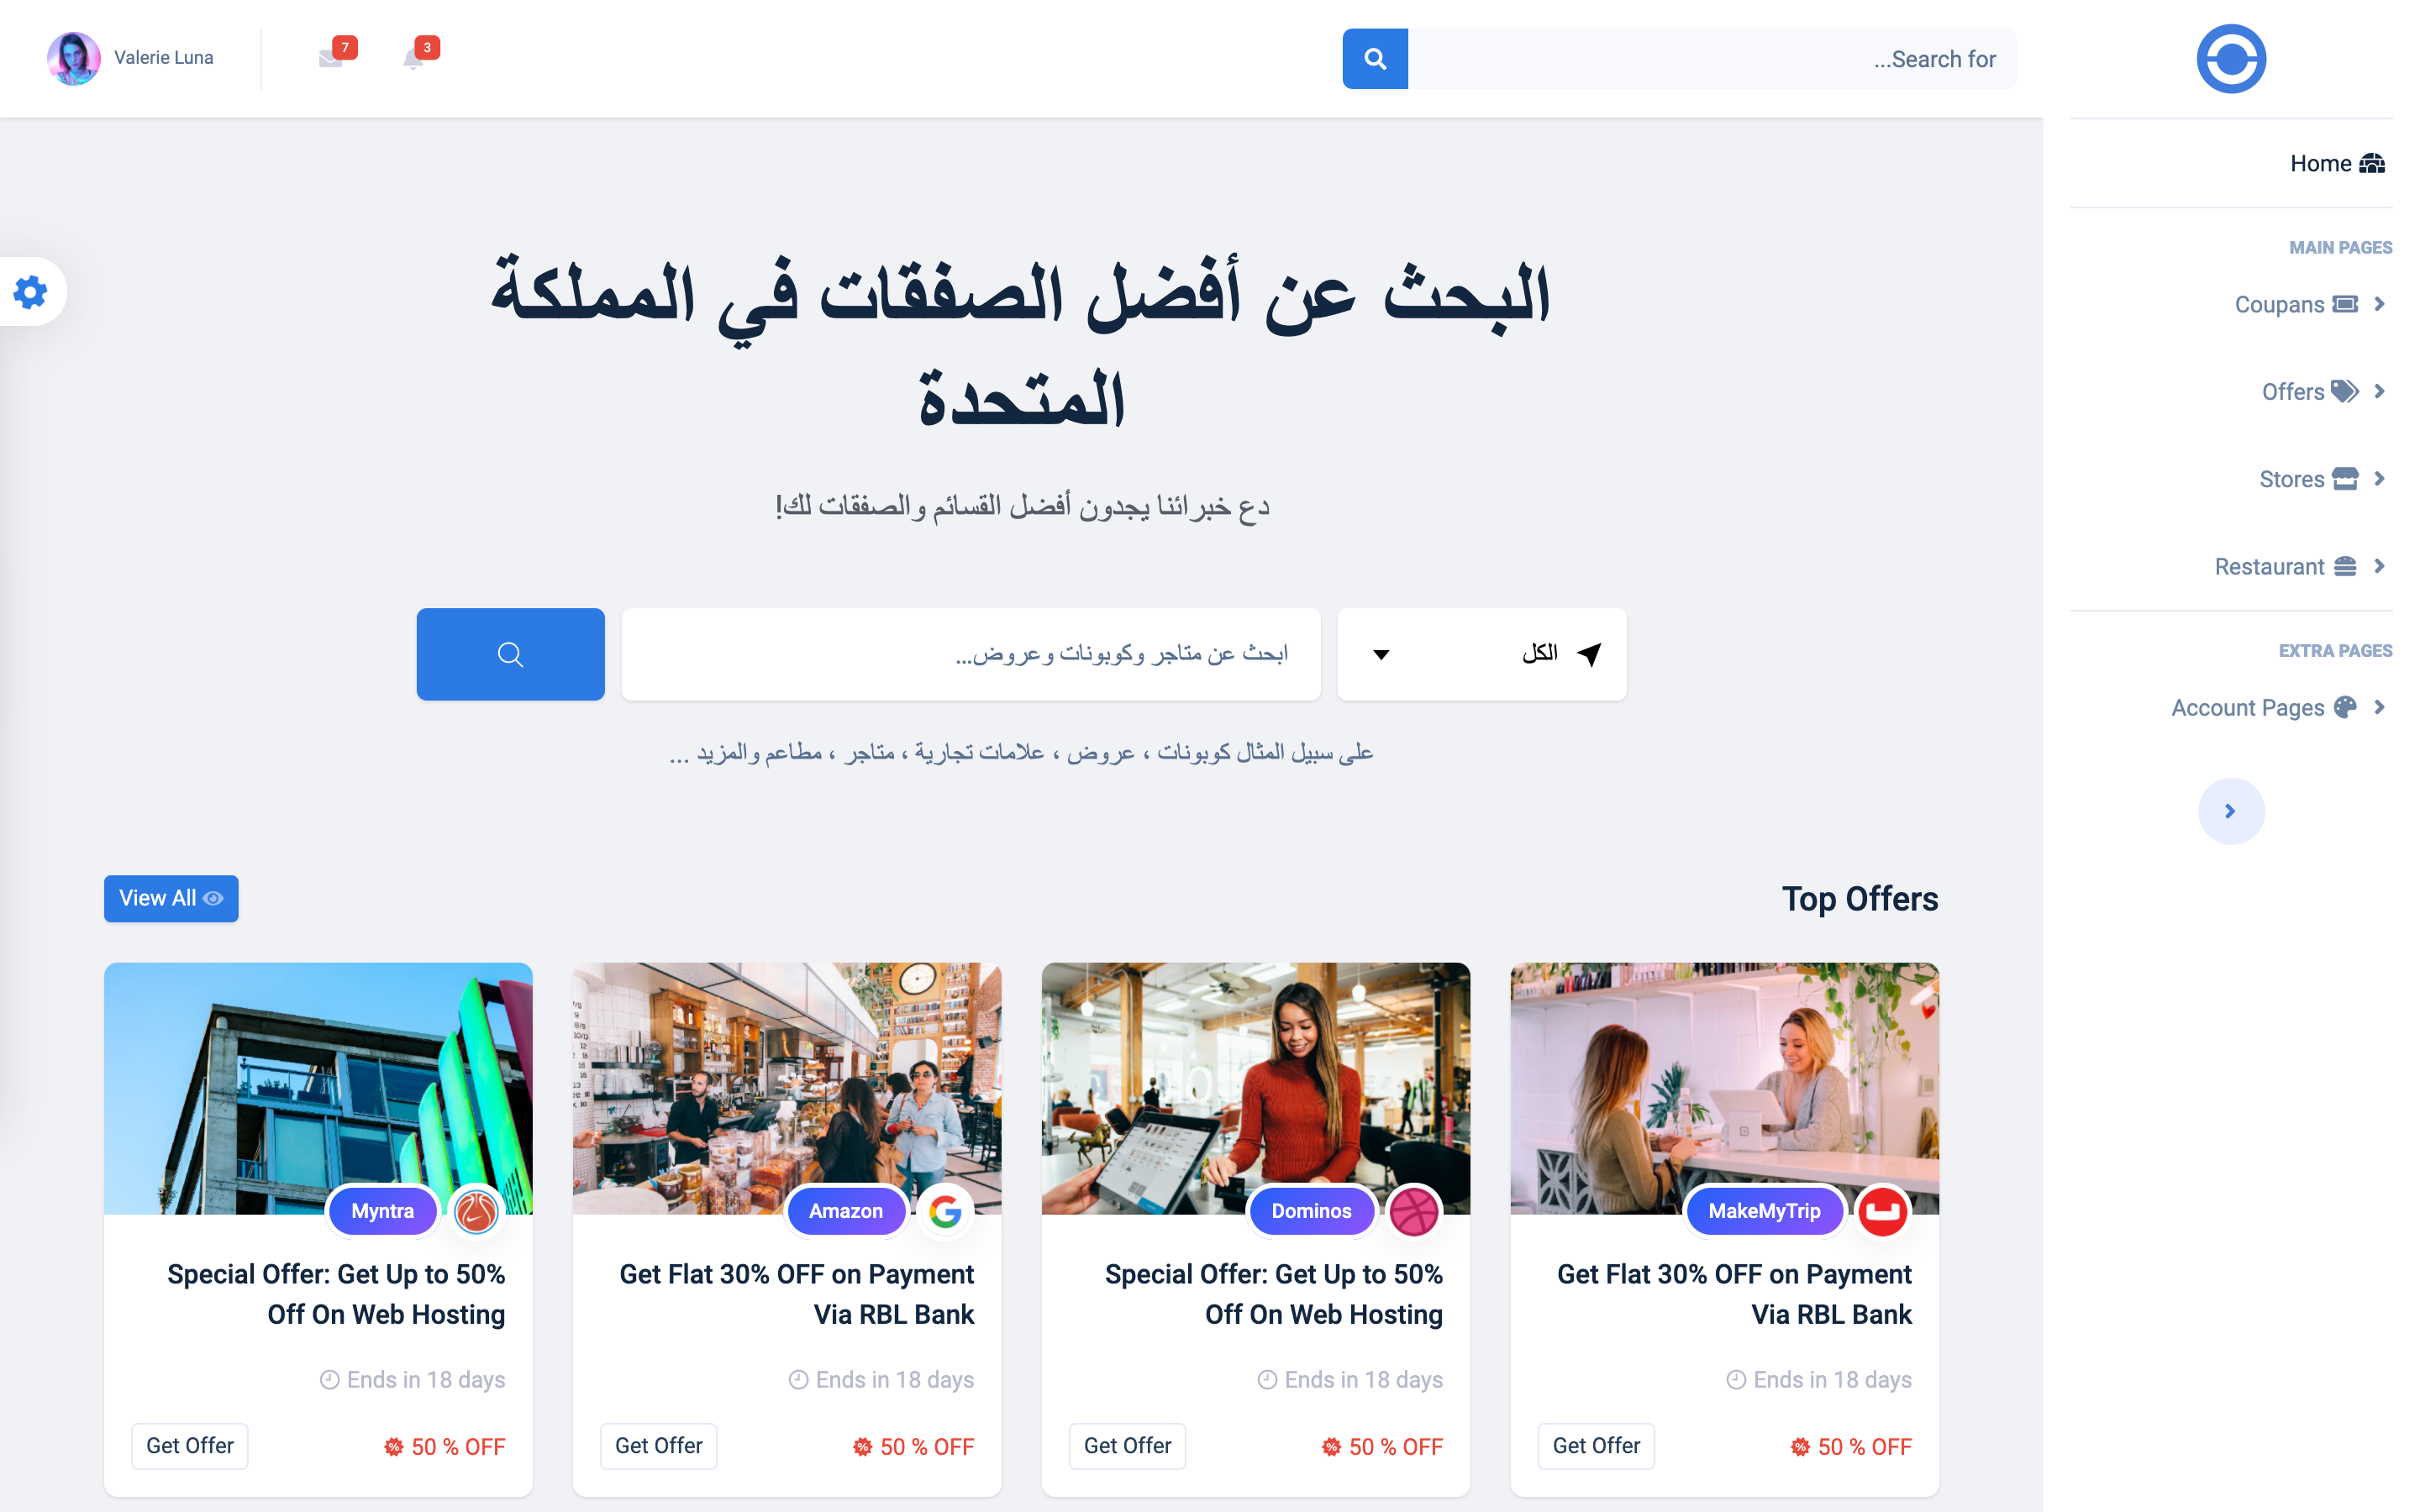 Valerie Luna
7
3
...Search for
Home
MAIN PAGES
Coupans
Offers
Stores
Restaurant
EXTRA PAGES
Account Pages
البحث عن أفضل الصفقات في المملكة
المتحدة
دع خبرائنا يجدون أفضل القسائم والصفقات لك!
الكل
ابحث عن متاجر وكوبونات وعروض...
على سبيل المثال كوبونات ، عروض ، علامات تجارية ، متاجر ، مطاعم والمزيد ...
Top Offers
View All
MakeMyTrip
Get Flat 30% OFF on Payment
Via RBL Bank
Ends in 18 days
50 % OFF
Get Offer
Dominos
Special Offer: Get Up to 50%
Off On Web Hosting
Ends in 18 days
50 % OFF
Get Offer
Amazon
Get Flat 30% OFF on Payment
Via RBL Bank
Ends in 18 days
50 % OFF
Get Offer
Myntra
Special Offer: Get Up to 50%
Off On Web Hosting
Ends in 18 days
50 % OFF
Get Offer